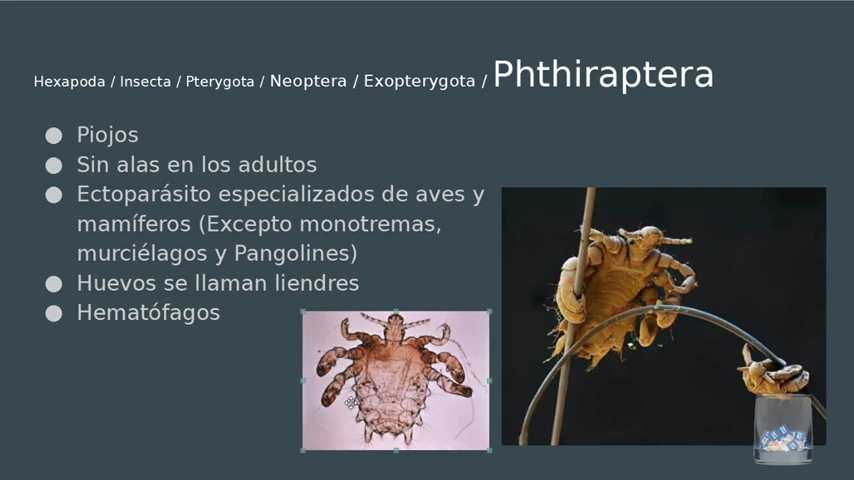 Hexapoda / Insecta / Pterygota / Neoptera / Exopterygota / Phthiraptera
Piojos
Sin alas en los adultos
Ectoparásito especializados de aves y
mamíferos (Excepto monotremas,
murciélagos y Pangolines)
Huevos se llaman liendres
Hematófagos